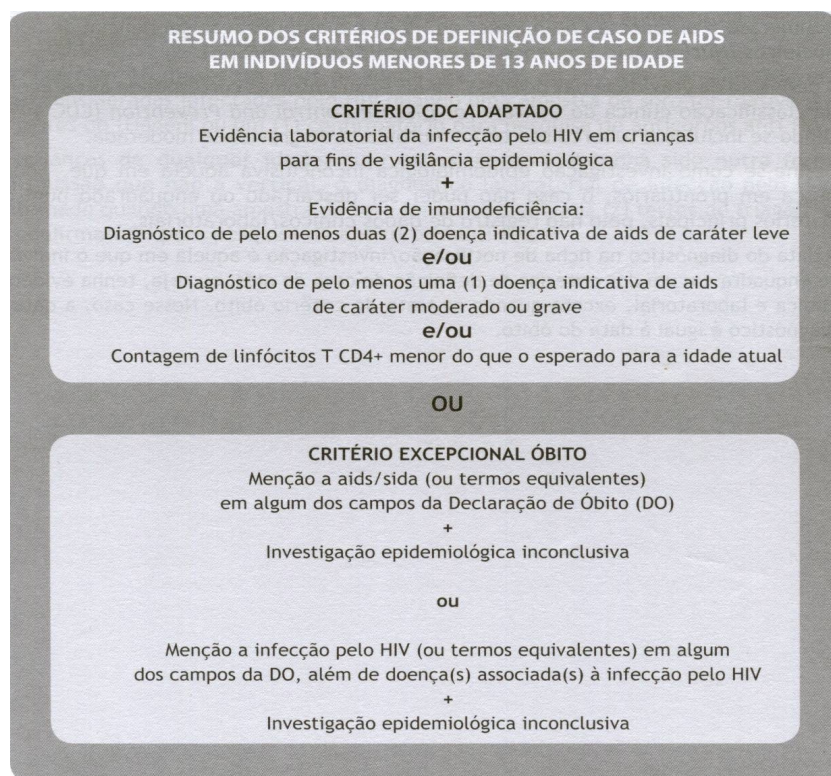 RESUMO DOS CRITÉRIOS DE DEFINIÇÃO DE CASO DE AIDS
EM INDIVÍDUOS MENORES DE 13 ANOS DE IDADE
CRITÉRIO CDC ADAPTADO
Evidência laboratorial da infecção pelo HIV em crianças
para fins de vigilância epidemiológica
+
Evidência de imunodeficiência:
Diagnóstico de pelo menos duas (2) doença indicativa de aids de caráter leve
e/ou
Diagnóstico de pelo menos uma (1) doença indicativa de aids
de caráter moderado ou grave
e/ou
Contagem de linfócitos T CD4+ menor do que o esperado para a idade atual
OU
CRITÉRIO EXCEPCIONAL ÓBITO
Menção a aids/sida (ou termos equivalentes)
em algum dos campos da Declaração de Óbito (DO)
+
Investigação epidemiológica inconclusiva
ou
Menção a infecção pelo HIV (ou termos equivalentes) em algum
dos campos da DO, além de doença(s) associada(s) à infecção pelo HIV
+
Investigação epidemiológica inconclusiva